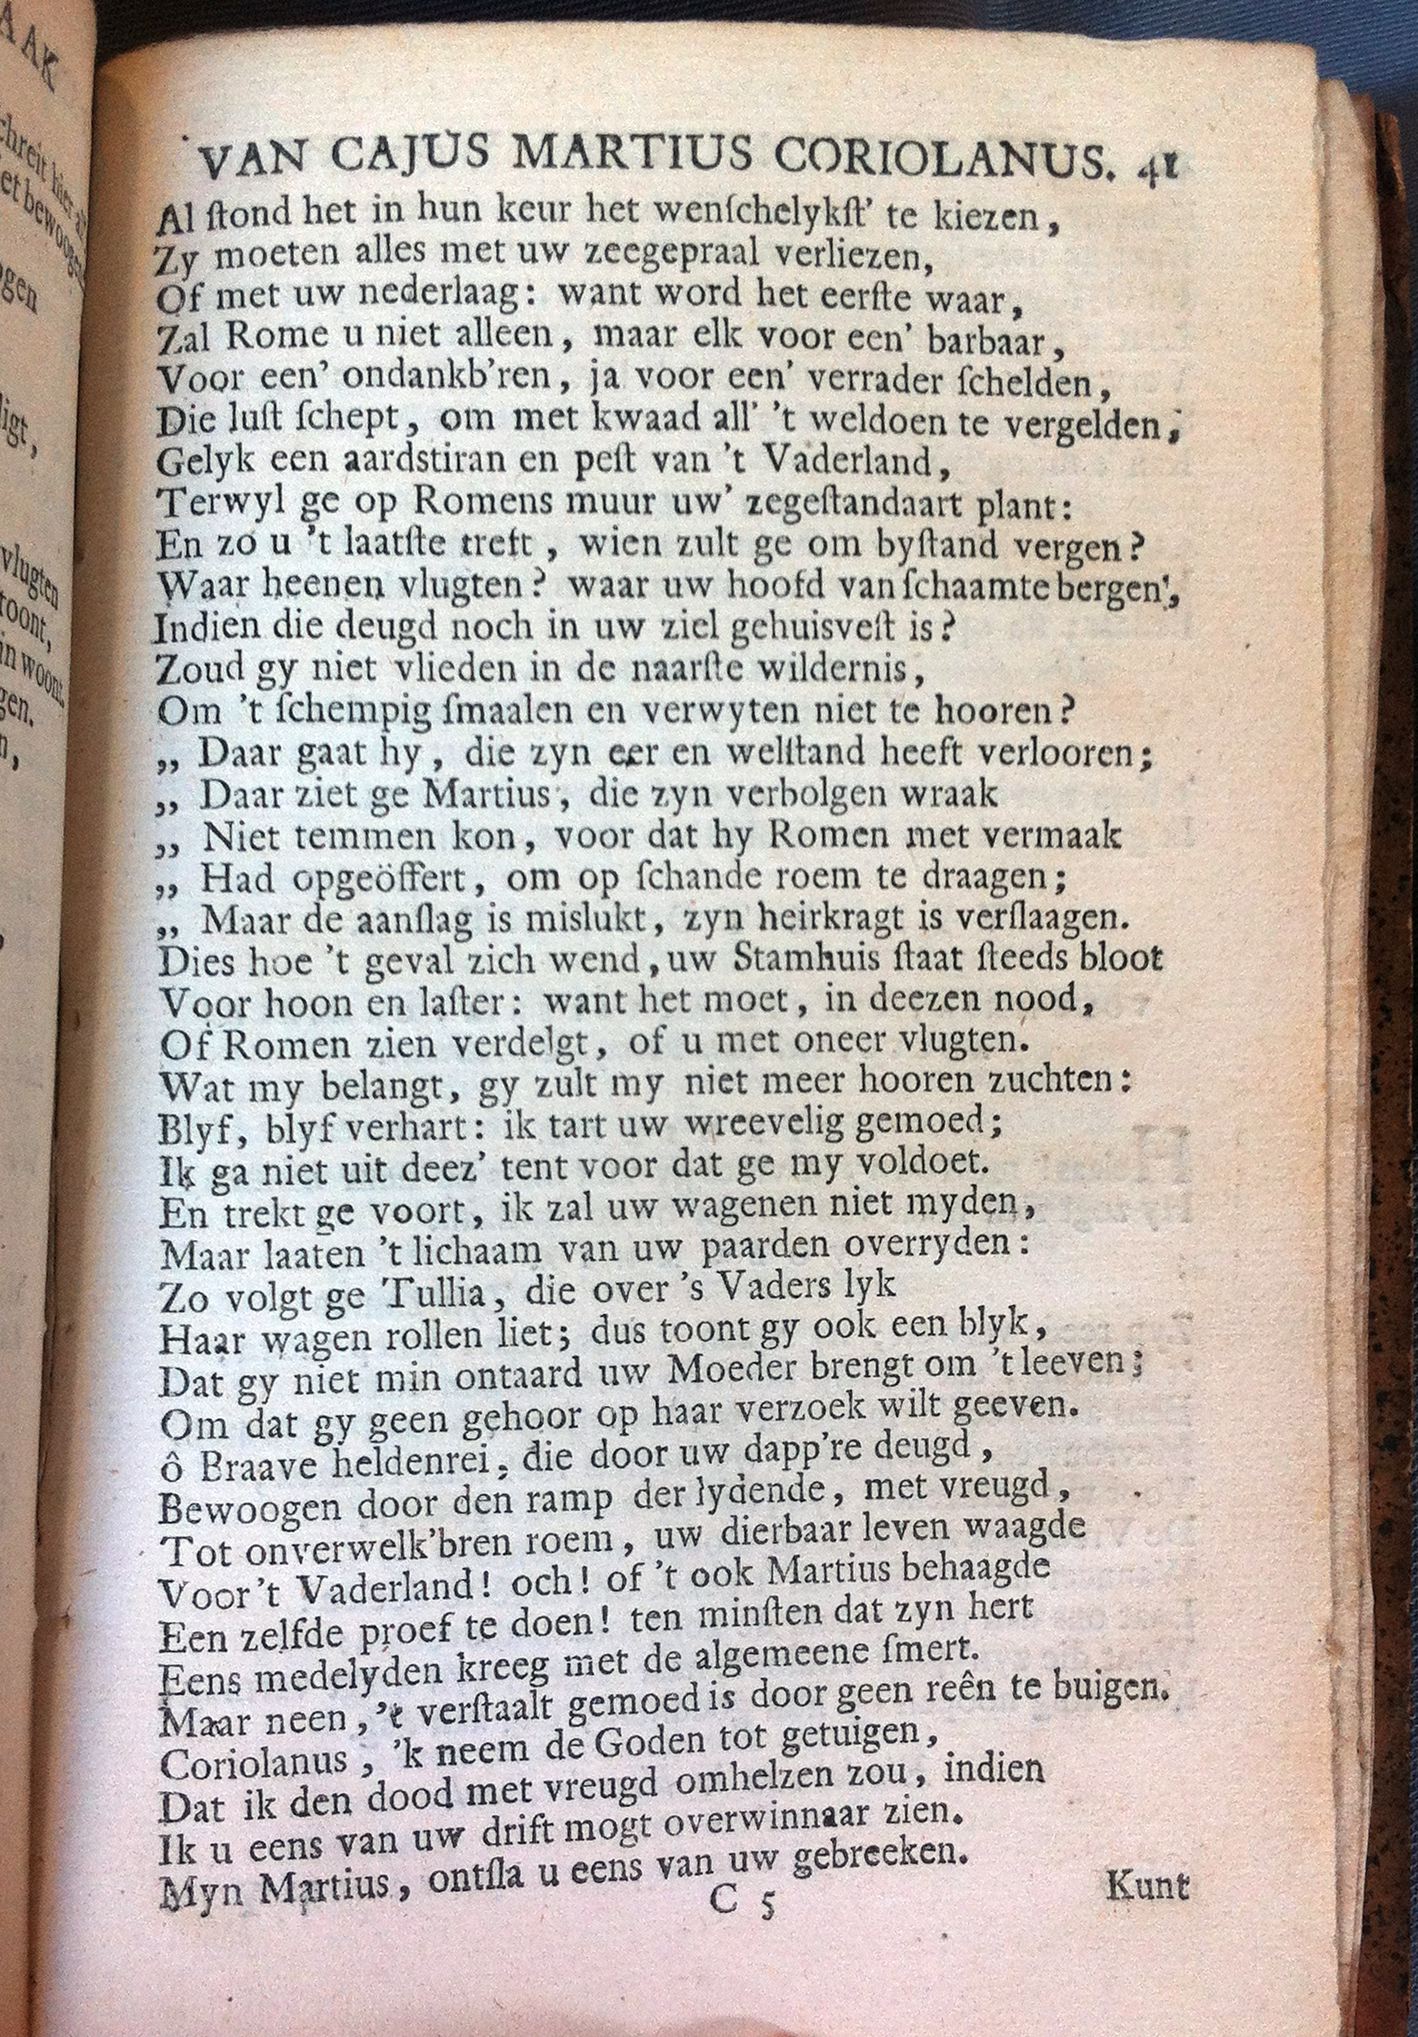 VAN CAJUS MARTIUS CORIOLANUS. 41
Al ſtond het in hun keur het wenſchelykſt' te kiezen,
Zy moeten alles met uw zeegepraal verliezen,
Of met uw nederlaag: want word het eerſte waar,
Zal Rome u niet alleen, maar elk voor een' barbaar,
Voor een' ondankb'ren, ja voor een' verrader ſchelden,
Die luſt ſchept, om met kwaad all' 't weldoen te vergelden,
Gelyk een aardstiran en peſt van 't Vaderland,
Terwyl ge op Romens muur uw' zegeſtandaart plant:
En zo u 't laatſte treft, wien zult ge om byſtand vergen?
Waar heenen vlugten? waar uw hoofd van ſchaamte bergen,
Indien die deugd noch in uw ziel gehuisveſt is?
Zoud gy niet vlieden in de naarſte wildernis,
Om 't ſchempig ſmaalen en verwyten niet te hooren?
„ Daar gaat hy, die zyn eer en welſtand heeft verlooren;
„ Daar ziet ge Martius, die zyn verbolgen wraak
„ Niet temmen kon, voor dat hy Romen met vermaak
„ Had opgeöffert, om op ſchande roem te draagen;
„ Maar de aanſlag is mislukt, zyn heirkragt is verſlaagen.
Dies hoe 't geval zich wend, uw Stamhuis ſtaat ſteeds bloot
Voor hoon en laſter: want het moet, in deezen nood,
Of Romen zien verdelgt, of u met oneer vlugten.
Wat my belangt, gy zult my niet meer hooren zuchten:
Blyf, blyf verhart: ik tart uw wreevelig gemoed;
Ik ga niet uit deez' tent voor dat ge my voldoet.
En trekt ge voort, ik zal uw wagenen niet myden,
Maar laaten 't lichaam van uw paarden overryden:
Zo volgt ge Tullia, die over 's Vaders lyk
Haar wagen rollen liet; dus toont gy ook een blyk,
Dat gy niet min ontaard uw Moeder brengt om 't leeven;
Om dat gy geen gehoor op haar verzoek wilt geeven.
ô Braave heldenrei, die door uw dapp're deugd,
Bewoogen door den ramp der lydende, met vreugd,
Tot onverwelk'bren roem, uw dierbaar leven waagde
Voor 't Vaderland! och! of 't ook Martius behaagde
Een zelfde proef te doen! ten minſten dat zyn hert
Eens medelyden kreeg met de algemeene ſmert.
Maar neen, 't verſtaalt gemoed is door geen reên te buigen.
Coriolanus, 'k neem de Goden tot getuigen,
Dat ik den dood met vreugd omhelzen zou, indien
Ik u eens van uw drift mogt overwinnaar zien.
Myn Martius, ontſla u eens van uw gebreeken.
C 5 Kunt